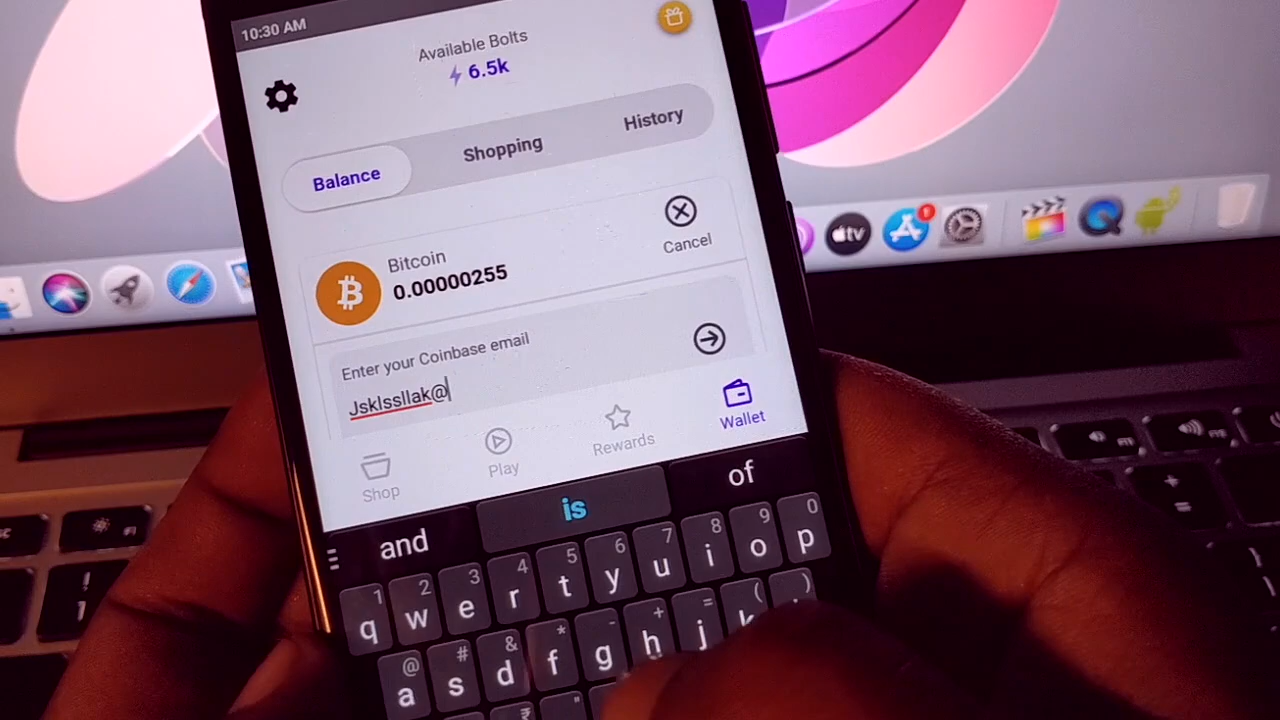 10:30 AM
Available Bolts
6.5k
Balance
Shopping
History
Bitcoin
0.00000255
Cancel
Enter your Coinbase email
Jsklssllak@
Shop
Play
Rewards
Wallet
and
is
of
1 2 3 4 5 6 7 8 9 0
q w e r t y u i o p
@ # & * - + = ( )
a s d f g h j k
tv